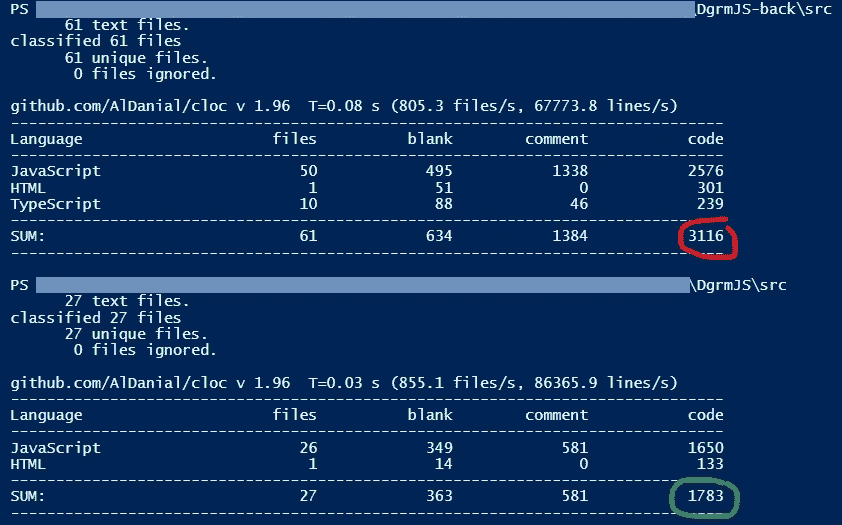 PS \DgrmJS-back\src
61 text files.
classified 61 files
61 unique files.
0 files ignored.
github.com/AlDanial/cloc v 1.96 T=0.08 s (805.3 files/s, 67773.8 lines/s)
-------------------------------------------------------------------------------
Language files blank comment code
-------------------------------------------------------------------------------
JavaScript 50 495 1338 2576
HTML 1 51 0 301
TypeScript 10 88 46 239
-------------------------------------------------------------------------------
SUM: 61 634 1384 3116
-------------------------------------------------------------------------------
PS \DgrmJS\src
27 text files.
classified 27 files
27 unique files.
0 files ignored.
github.com/AlDanial/cloc v 1.96 T=0.03 s (855.1 files/s, 86365.9 lines/s)
-------------------------------------------------------------------------------
Language files blank comment code
-------------------------------------------------------------------------------
JavaScript 26 349 581 1650
HTML 1 14 0 133
-------------------------------------------------------------------------------
SUM: 27 363 581 1783
-------------------------------------------------------------------------------